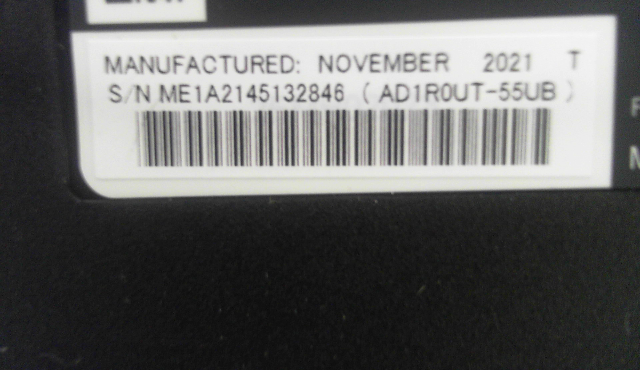 MANUFACTURED: NOVEMBER 2021 T
S/N ME1A2145132846 ( AD1R0UT-55UB )